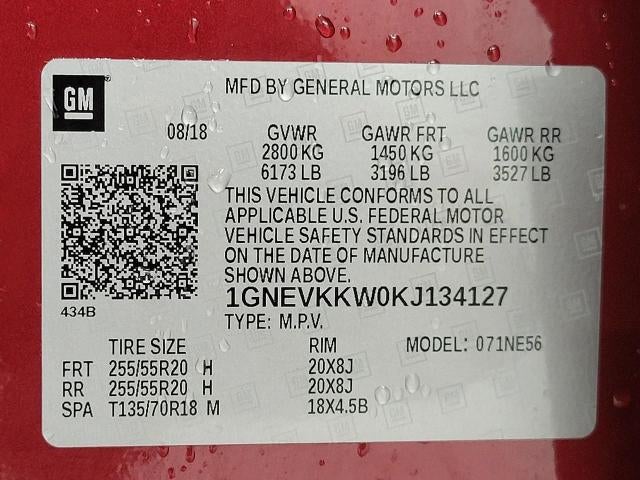 GM
MFD BY GENERAL MOTORS LLC
08/18 GVWR GAWR FRT GAWR RR
2800 KG 1450 KG 1600 KG
6173 LB 3196 LB 3527 LB
THIS VEHICLE CONFORMS TO ALL
APPLICABLE U.S. FEDERAL MOTOR
VEHICLE SAFETY STANDARDS IN EFFECT
ON THE DATE OF MANUFACTURE
SHOWN ABOVE.
434B
1GNEVKKW0KJ134127
TYPE: M.P.V.
TIRE SIZE RIM MODEL: 071NE56
FRT 255/55R20 H 20X8J
RR 255/55R20 H 20X8J
SPA T135/70R18 M 18X4.5B